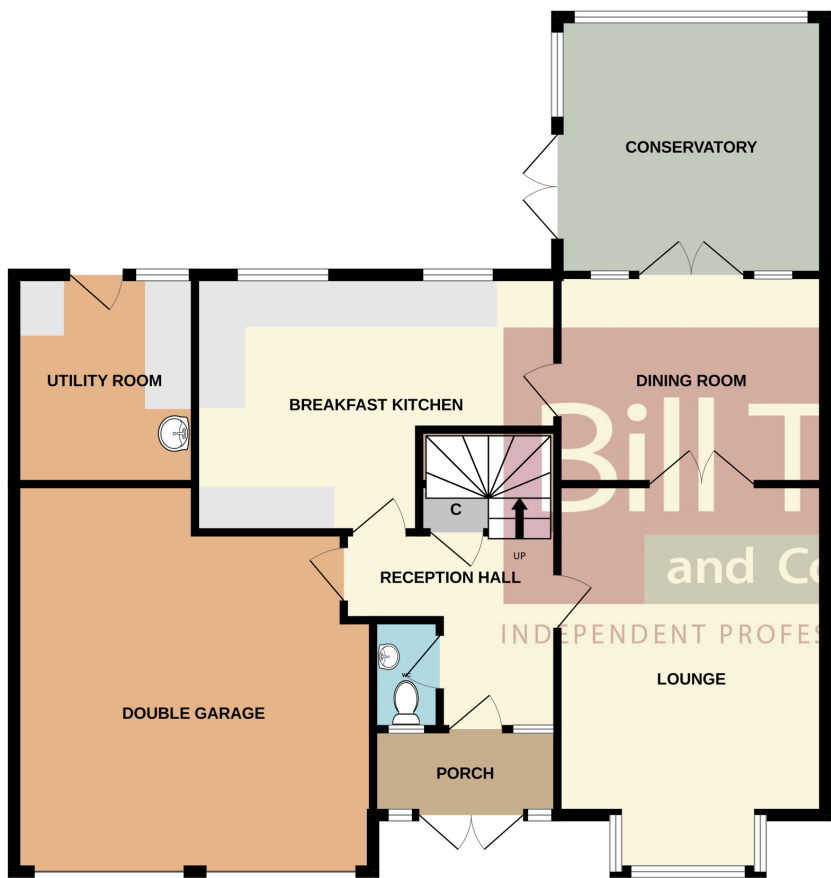 CONSERVATORY
UTILITY ROOM
BREAKFAST KITCHEN
DINING ROOM
Bill T
C
UP
and Co
RECEPTION HALL
INDEPENDENT PROFES
WC
LOUNGE
DOUBLE GARAGE
PORCH